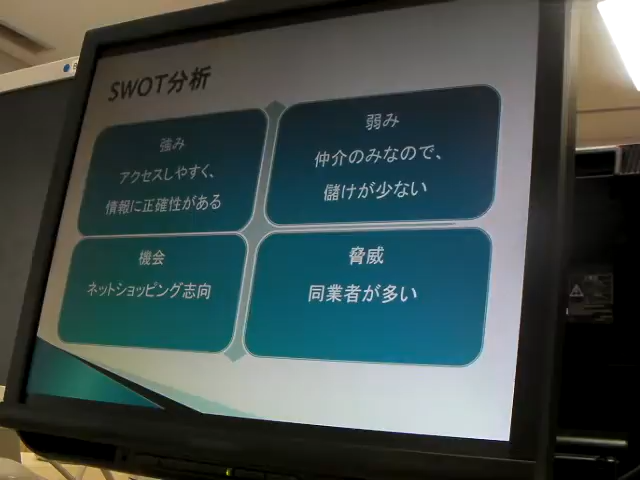 SWOT分析
強み
アクセスしやすく、
情報に正確性がある
弱み
仲介のみなので、
儲けが少ない
機会
ネットショッピング志向
脅威
同業者が多い